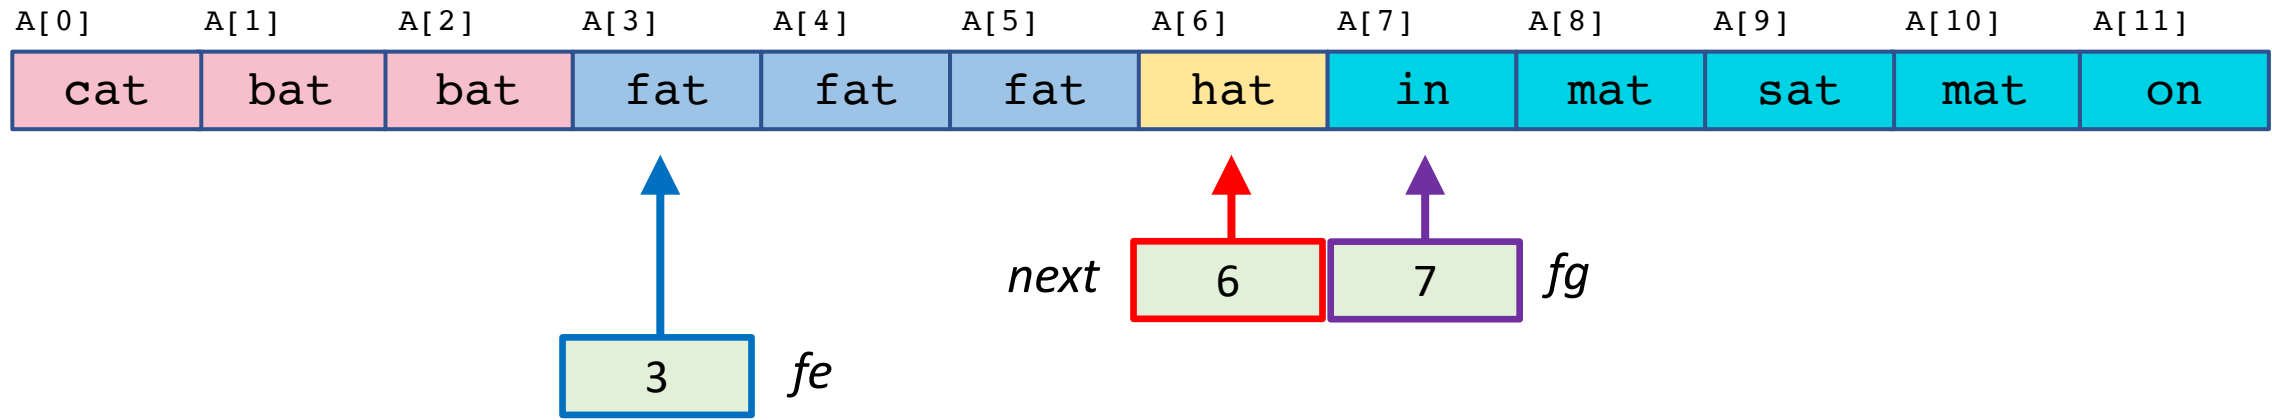 A[0] A[1] A[2] A[3] A[4] A[5] A[6] A[7] A[8] A[9] A[10] A[11]
cat bat bat fat fat fat hat in mat sat mat on
next 6 7 fg
3 fe